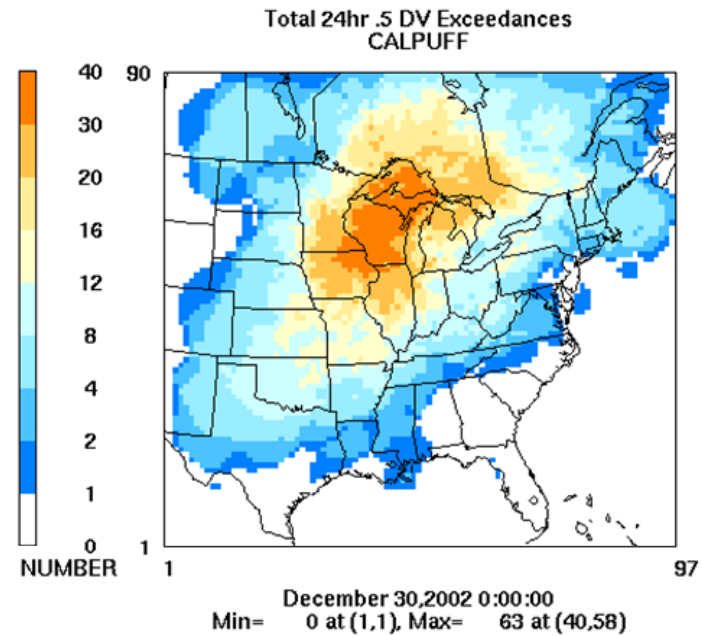 Total 24hr .5 DV Exceedances
CALPUFF
40
30
20
16
12
8
4
2
1
0
NUMBER
90
1
1
97
December 30,2002 0:00:00
Min= 0 at (1,1), Max= 63 at (40,58)